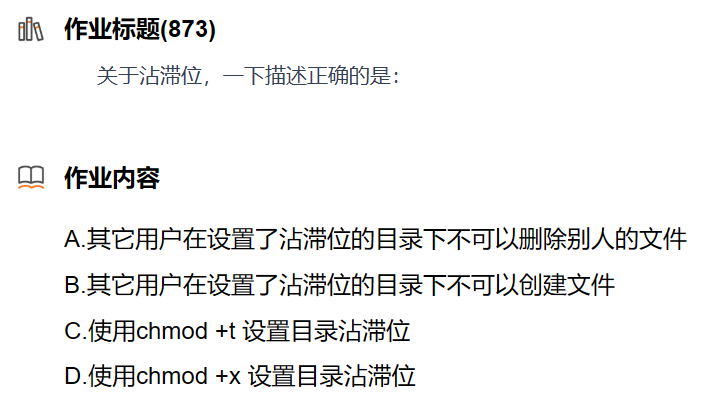 作业标题(873)
关于沾滞位，一下描述正确的是：
作业内容
A.其它用户在设置了沾滞位的目录下不可以删除别人的文件
B.其它用户在设置了沾滞位的目录下不可以创建文件
C.使用chmod +t 设置目录沾滞位
D.使用chmod +x 设置目录沾滞位